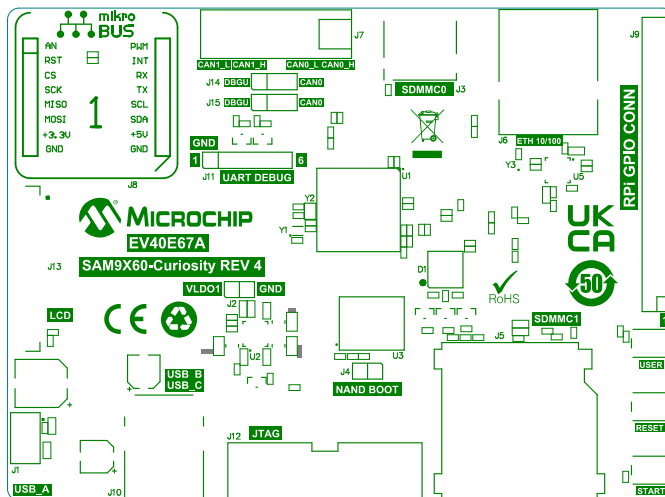 mikro
BUS
AN PWM
RST INT
CS RX
SCK TX
MISO SCL
MOSI SDA
+3.3V +5V
GND GND
1
J8
J7
CAN1_L CAN1_H CAN0_L CAN0_H
J14 DBGU CAN0
J15 DBGU CAN0
GND
1 6
J11 UART DEBUG
SDMMC0 J3
J6 ETH 10/100
Y3 U5
J9
RPi GPIO CONN
U1
Y2
Y1
MICROCHIP
EV40E67A
SAM9X60-Curiosity REV 4
J13
UK
CA
50
D1
RoHS
VLDO1 GND
J2
LCD
CE
U2
U3
SDMMC1
J5
J4
NAND BOOT
USB_B
USB_C
USER
RESET
START
J12 JTAG
J1
USB_A
J10
+
+
+